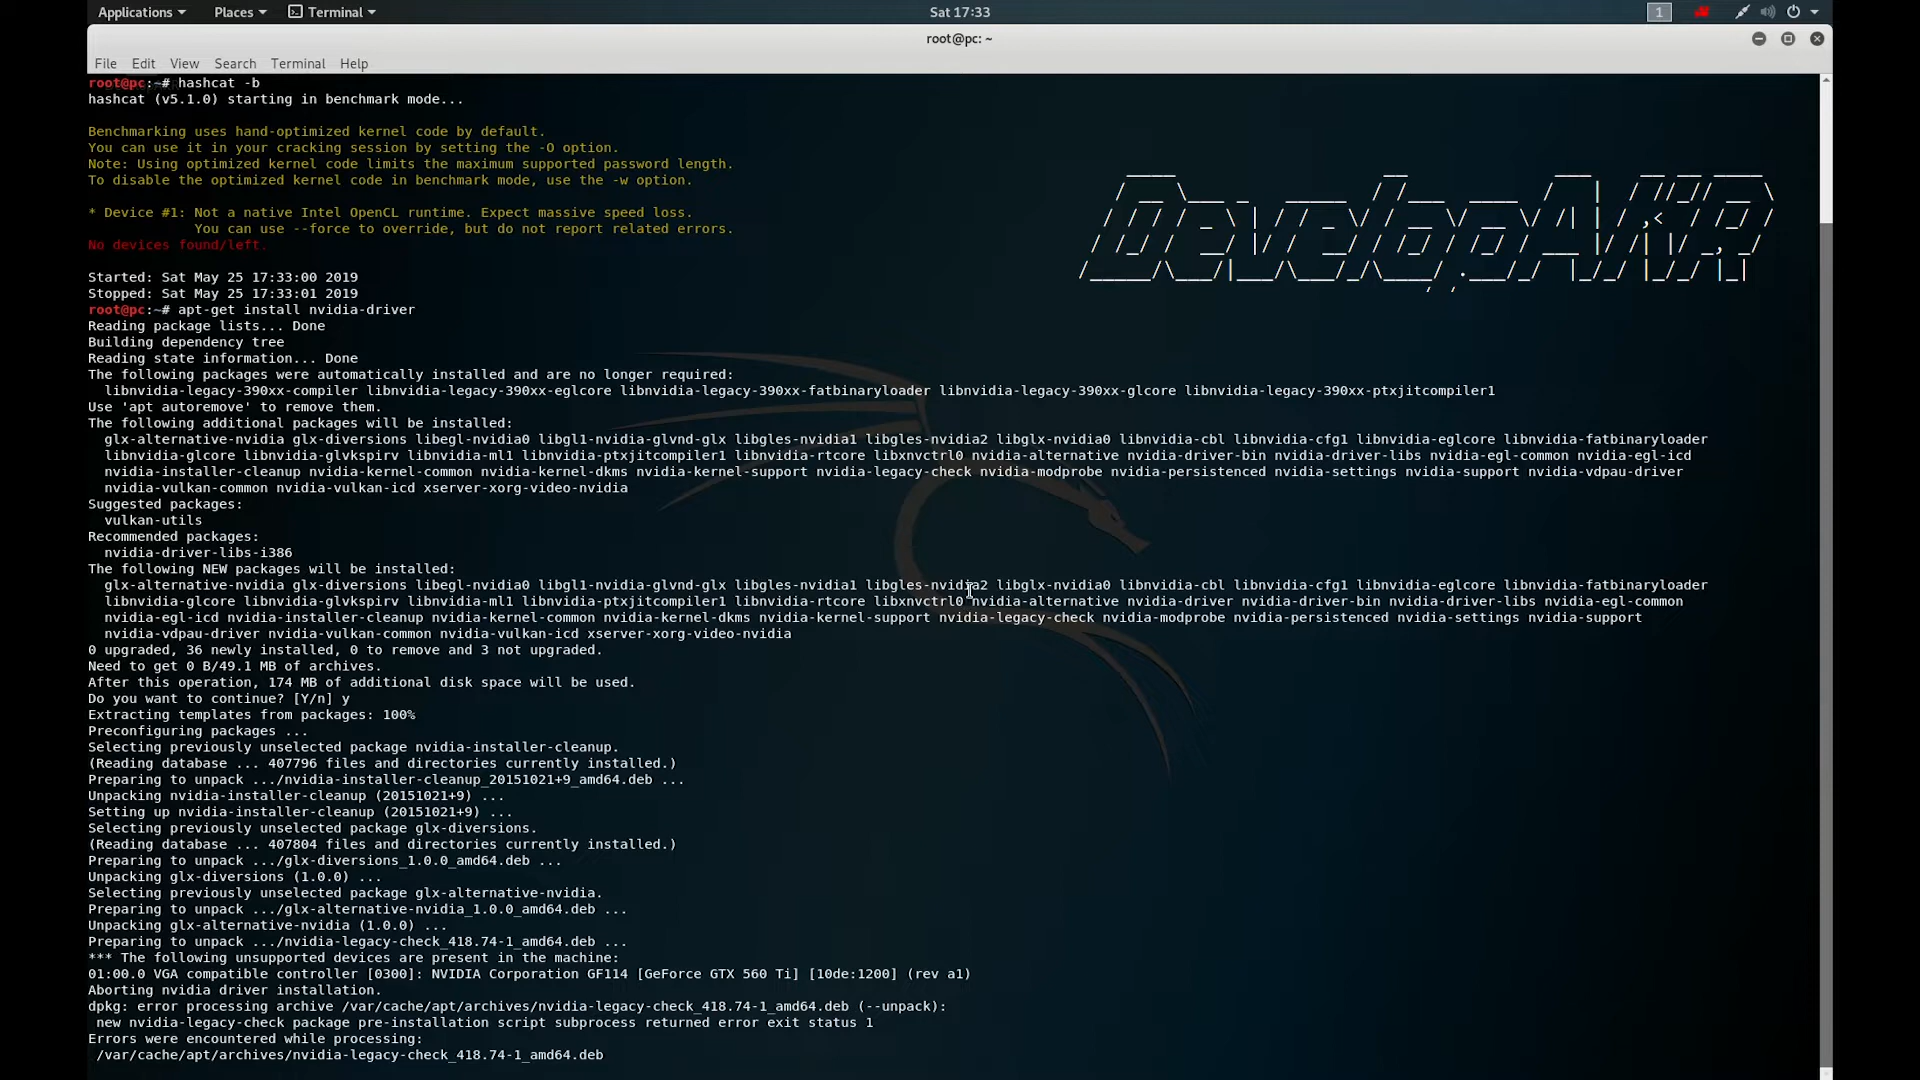 Applications Places Terminal Sat 17:33 1
root@pc: ~
File Edit View Search Terminal Help
root@pc:~# hashcat -b
hashcat (v5.1.0) starting in benchmark mode...
Benchmarking uses hand-optimized kernel code by default.
You can use it in your cracking session by setting the -O option.
Note: Using optimized kernel code limits the maximum supported password length.
To disable the optimized kernel code in benchmark mode, use the -w option.
* Device #1: Not a native Intel OpenCL runtime. Expect massive speed loss.
You can use --force to override, but do not report related errors.
No devices found/left.
DevelopAKR
Started: Sat May 25 17:33:00 2019
Stopped: Sat May 25 17:33:01 2019
root@pc:~# apt-get install nvidia-driver
Reading package lists... Done
Building dependency tree
Reading state information... Done
The following packages were automatically installed and are no longer required:
libnvidia-legacy-390xx-compiler libnvidia-legacy-390xx-eglcore libnvidia-legacy-390xx-fatbinaryloader libnvidia-legacy-390xx-glcore libnvidia-legacy-390xx-ptxjitcompiler1
Use 'apt autoremove' to remove them.
The following additional packages will be installed:
glx-alternative-nvidia glx-diversions libegl-nvidia0 libgl1-nvidia-glvnd-glx libgles-nvidia1 libgles-nvidia2 libglx-nvidia0 libnvidia-cbl libnvidia-cfg1 libnvidia-eglcore libnvidia-fatbinaryloader
libnvidia-glcore libnvidia-glvkspirv libnvidia-ml1 libnvidia-ptxjitcompiler1 libnvidia-rtcore libxnvctrl0 nvidia-alternative nvidia-driver-bin nvidia-driver-libs nvidia-egl-common nvidia-egl-icd
nvidia-installer-cleanup nvidia-kernel-common nvidia-kernel-dkms nvidia-kernel-support nvidia-legacy-check nvidia-modprobe nvidia-persistenced nvidia-settings nvidia-support nvidia-vdpau-driver
nvidia-vulkan-common nvidia-vulkan-icd xserver-xorg-video-nvidia
Suggested packages:
vulkan-utils
Recommended packages:
nvidia-driver-libs-i386
The following NEW packages will be installed:
glx-alternative-nvidia glx-diversions libegl-nvidia0 libgl1-nvidia-glvnd-glx libgles-nvidia1 libgles-nvidia2 libglx-nvidia0 libnvidia-cbl libnvidia-cfg1 libnvidia-eglcore libnvidia-fatbinaryloader
libnvidia-glcore libnvidia-glvkspirv libnvidia-ml1 libnvidia-ptxjitcompiler1 libnvidia-rtcore libxnvctrl0 nvidia-alternative nvidia-driver nvidia-driver-bin nvidia-driver-libs nvidia-egl-common
nvidia-egl-icd nvidia-installer-cleanup nvidia-kernel-common nvidia-kernel-dkms nvidia-kernel-support nvidia-legacy-check nvidia-modprobe nvidia-persistenced nvidia-settings nvidia-support
nvidia-vdpau-driver nvidia-vulkan-common nvidia-vulkan-icd xserver-xorg-video-nvidia
0 upgraded, 36 newly installed, 0 to remove and 3 not upgraded.
Need to get 0 B/49.1 MB of archives.
After this operation, 174 MB of additional disk space will be used.
Do you want to continue? [Y/n] y
Extracting templates from packages: 100%
Preconfiguring packages ...
Selecting previously unselected package nvidia-installer-cleanup.
(Reading database ... 407796 files and directories currently installed.)
Preparing to unpack .../nvidia-installer-cleanup_20151021+9_amd64.deb ...
Unpacking nvidia-installer-cleanup (20151021+9) ...
Setting up nvidia-installer-cleanup (20151021+9) ...
Selecting previously unselected package glx-diversions.
(Reading database ... 407804 files and directories currently installed.)
Preparing to unpack .../glx-diversions_1.0.0_amd64.deb ...
Unpacking glx-diversions (1.0.0) ...
Selecting previously unselected package glx-alternative-nvidia.
Preparing to unpack .../glx-alternative-nvidia_1.0.0_amd64.deb ...
Unpacking glx-alternative-nvidia (1.0.0) ...
Preparing to unpack .../nvidia-legacy-check_418.74-1_amd64.deb ...
*** The following unsupported devices are present in the machine:
01:00.0 VGA compatible controller [0300]: NVIDIA Corporation GF114 [GeForce GTX 560 Ti] [10de:1200] (rev a1)
Aborting nvidia driver installation.
dpkg: error processing archive /var/cache/apt/archives/nvidia-legacy-check_418.74-1_amd64.deb (--unpack):
new nvidia-legacy-check package pre-installation script subprocess returned error exit status 1
Errors were encountered while processing:
/var/cache/apt/archives/nvidia-legacy-check_418.74-1_amd64.deb